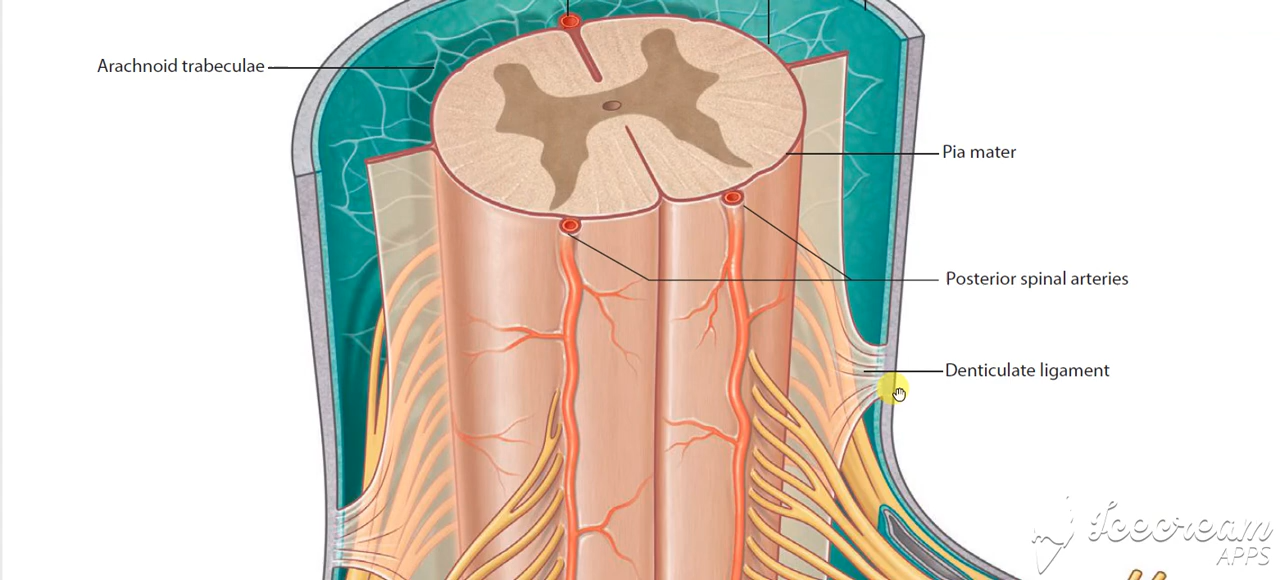 Arachnoid trabeculae
Pia mater
Posterior spinal arteries
Denticulate ligament
Icecream
APPS